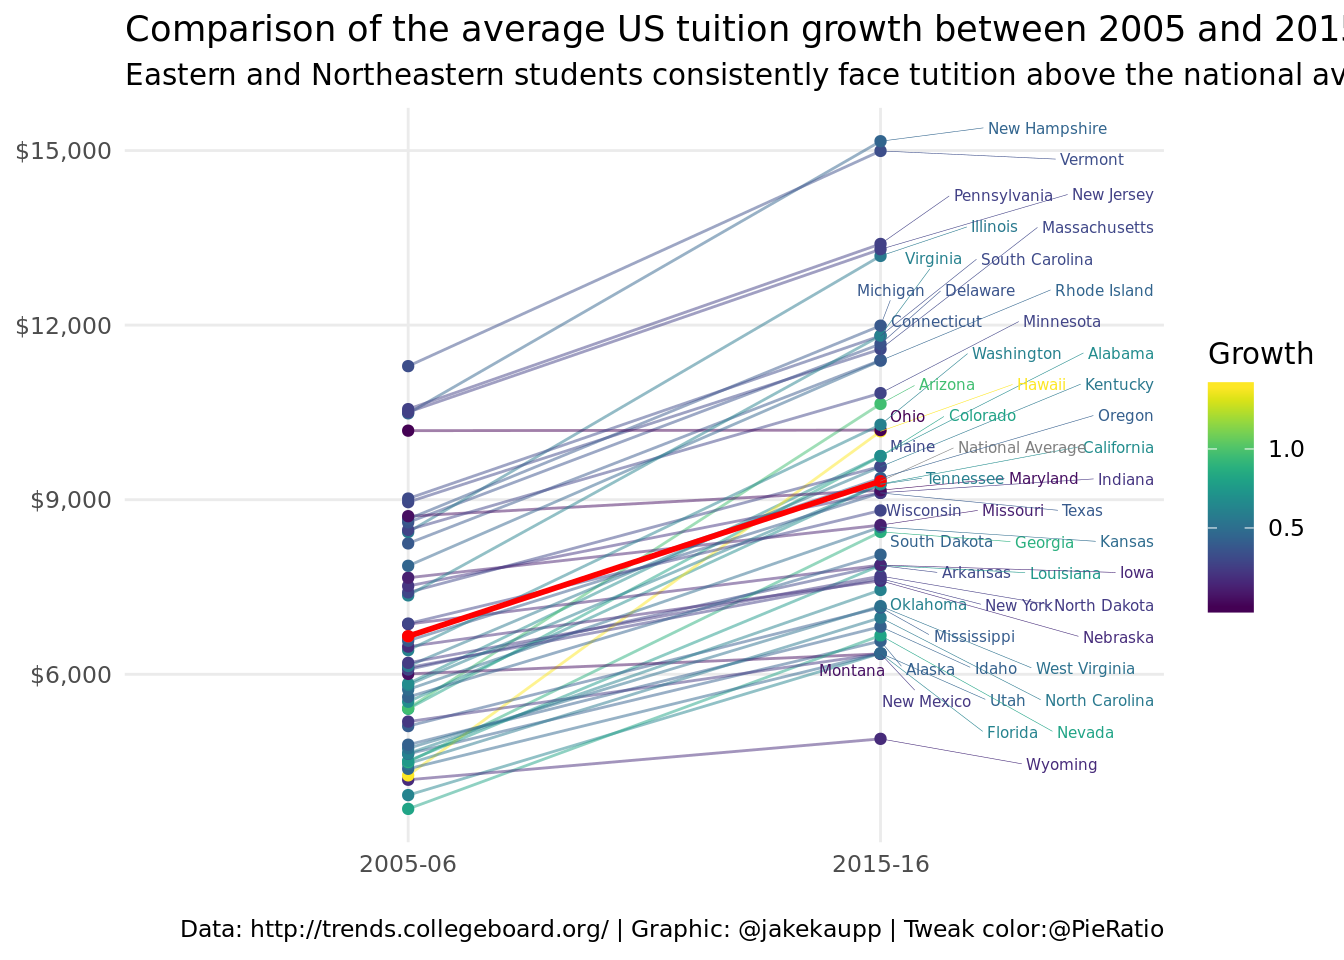 Comparison of the average US tuition growth between 2005 and 201
Eastern and Northeastern students consistently face tutition above the national av
$15,000
$12,000
$9,000
$6,000
New Hampshire
Vermont
Pennsylvania
New Jersey
Illinois
Massachusetts
Virginia
South Carolina
Michigan
Delaware
Rhode Island
Connecticut
Minnesota
Washington
Alabama
Arizona
Hawaii
Kentucky
Ohio
Colorado
Oregon
Maine
National Average
California
Tennessee
Maryland
Indiana
Wisconsin
Missouri
Texas
South Dakota
Georgia
Kansas
Arkansas
Louisiana
Iowa
Oklahoma
New York
North Dakota
Mississippi
Nebraska
Montana
Alaska
Idaho
West Virginia
New Mexico
Utah
North Carolina
Florida
Nevada
Wyoming
Growth
1.0
0.5
2005-06
2015-16
Data: http://trends.collegeboard.org/ | Graphic: @jakekaupp | Tweak color:@PieRatio